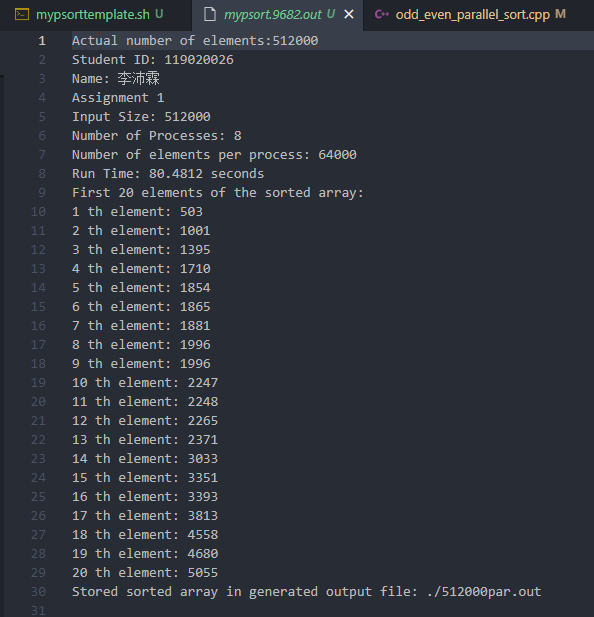 mypsorttemplate.sh U
mypsort.9682.out U
odd_even_parallel_sort.cpp M
1 Actual number of elements:512000
2 Student ID: 119020026
3 Name: 李沛霖
4 Assignment 1
5 Input Size: 512000
6 Number of Processes: 8
7 Number of elements per process: 64000
8 Run Time: 80.4812 seconds
9 First 20 elements of the sorted array:
10 1 th element: 503
11 2 th element: 1001
12 3 th element: 1395
13 4 th element: 1710
14 5 th element: 1854
15 6 th element: 1865
16 7 th element: 1881
17 8 th element: 1996
18 9 th element: 1996
19 10 th element: 2247
20 11 th element: 2248
21 12 th element: 2265
22 13 th element: 2371
23 14 th element: 3033
24 15 th element: 3351
25 16 th element: 3393
26 17 th element: 3813
27 18 th element: 4558
28 19 th element: 4680
29 20 th element: 5055
30 Stored sorted array in generated output file: ./512000par.out
31